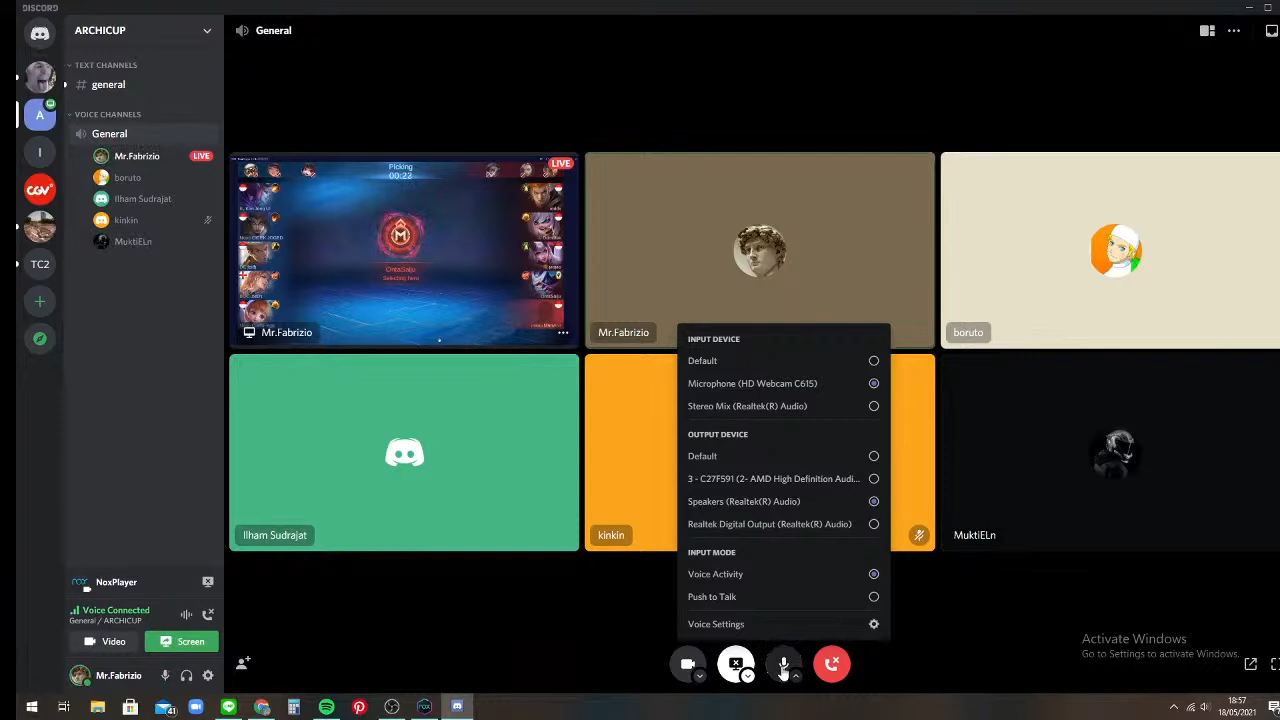 DISCORD
ARCHICUP
General
TEXT CHANNELS
# general
VOICE CHANNELS
General
Mr.Fabrizio LIVE
boruto
Ilham Sudrajat
kinkin
MuktiELn
A
I
CGV
TC2
Picking
00:22
LIVE
OntaSaiju
Selecting hero
Mr.Fabrizio
Mr.Fabrizio
boruto
Ilham Sudrajat
kinkin
MuktiELn
INPUT DEVICE
Default
Microphone (HD Webcam C615)
Stereo Mix (Realtek(R) Audio)
OUTPUT DEVICE
Default
3 - C27F591 (2- AMD High Definition Audi...
Speakers (Realtek(R) Audio)
Realtek Digital Output (Realtek(R) Audio)
INPUT MODE
Voice Activity
Push to Talk
Voice Settings
NoxPlayer
Voice Connected
General / ARCHICUP
Video
Screen
Mr.Fabrizio
Activate Windows
Go to Settings to activate Windows.
18:57
18/05/2021